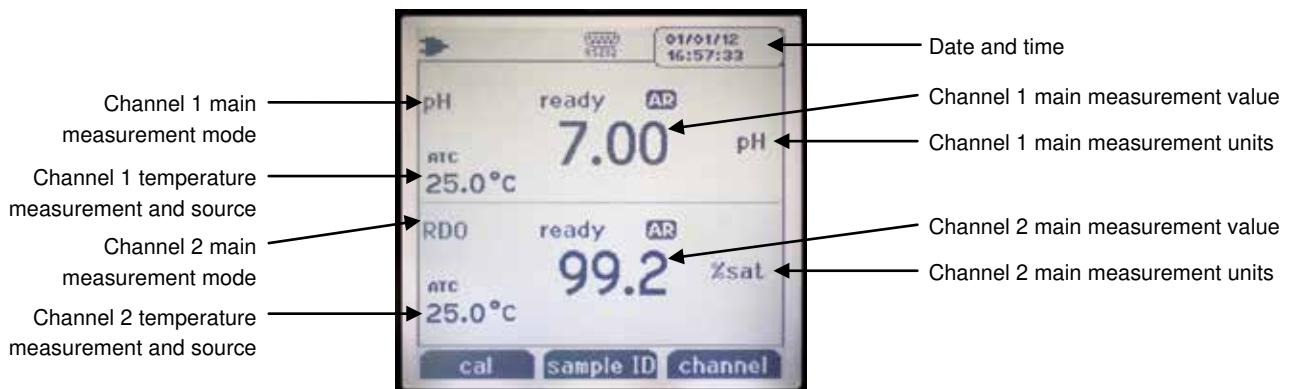 01/01/12
16:57:33
Date and time
Channel 1 main
measurement mode
pH
ready AR
Channel 1 main measurement value
7.00
pH
Channel 1 main measurement units
Channel 1 temperature
measurement and source
ATC
25.0°C
Channel 2 main
measurement mode
RDO
ready AR
Channel 2 main measurement value
99.2
%sat
Channel 2 main measurement units
Channel 2 temperature
measurement and source
ATC
25.0°C
cal sample ID channel